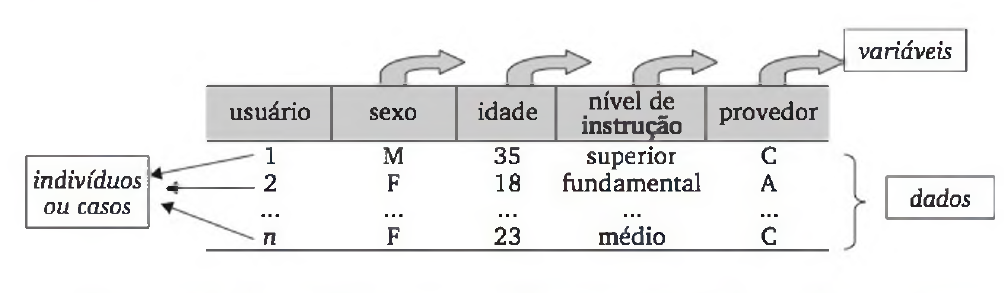 variáveis
usuário sexo idade nível de instrução provedor
1 M 35 superior C
2 F 18 fundamental A
... ... ... ... ...
n F 23 médio C
indivíduos
ou casos
dados